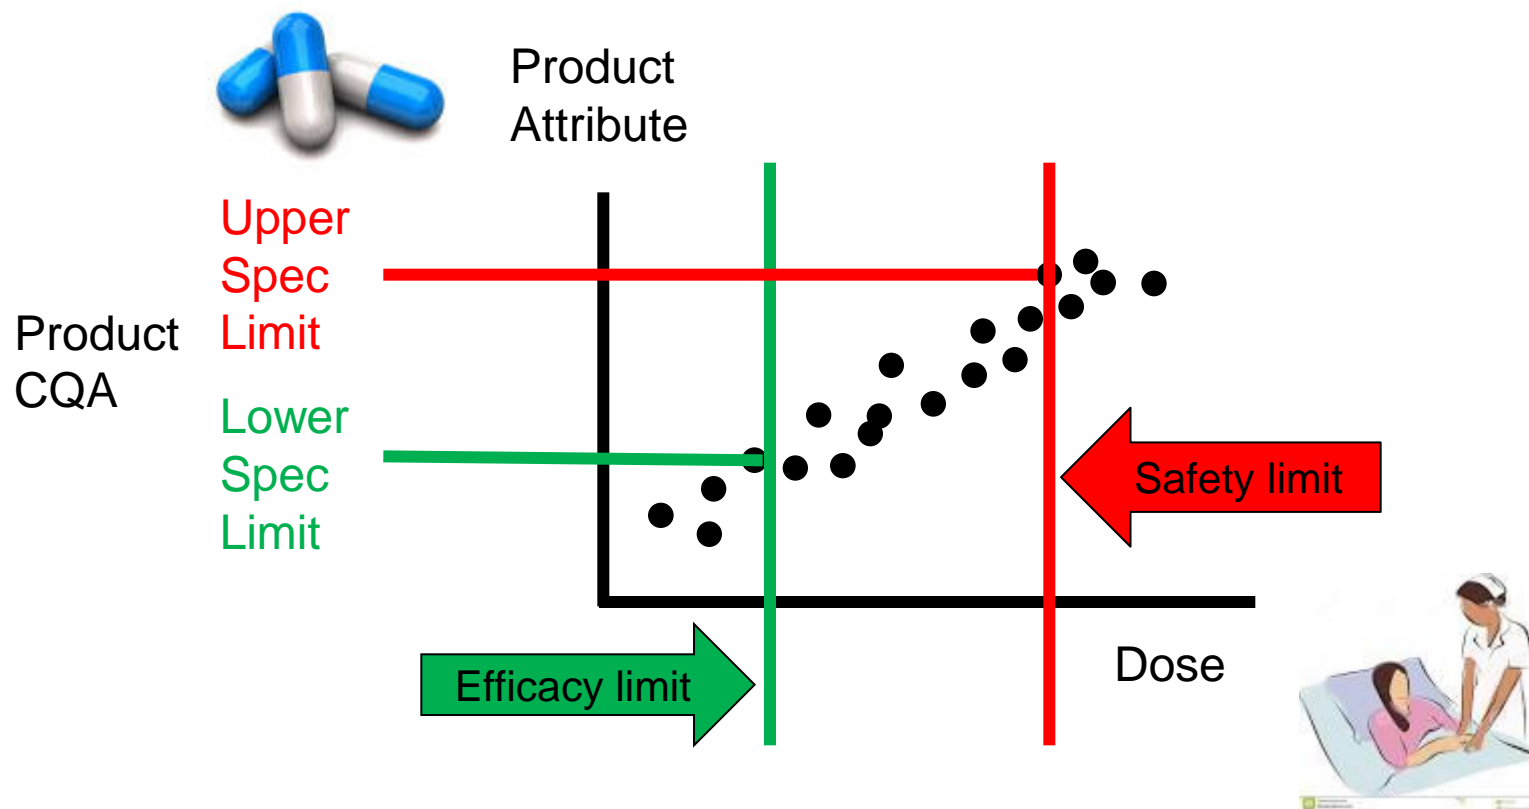 Product
Attribute
Upper
Spec
Limit
Product
CQA
Lower
Spec
Limit
Safety limit
Efficacy limit
Dose